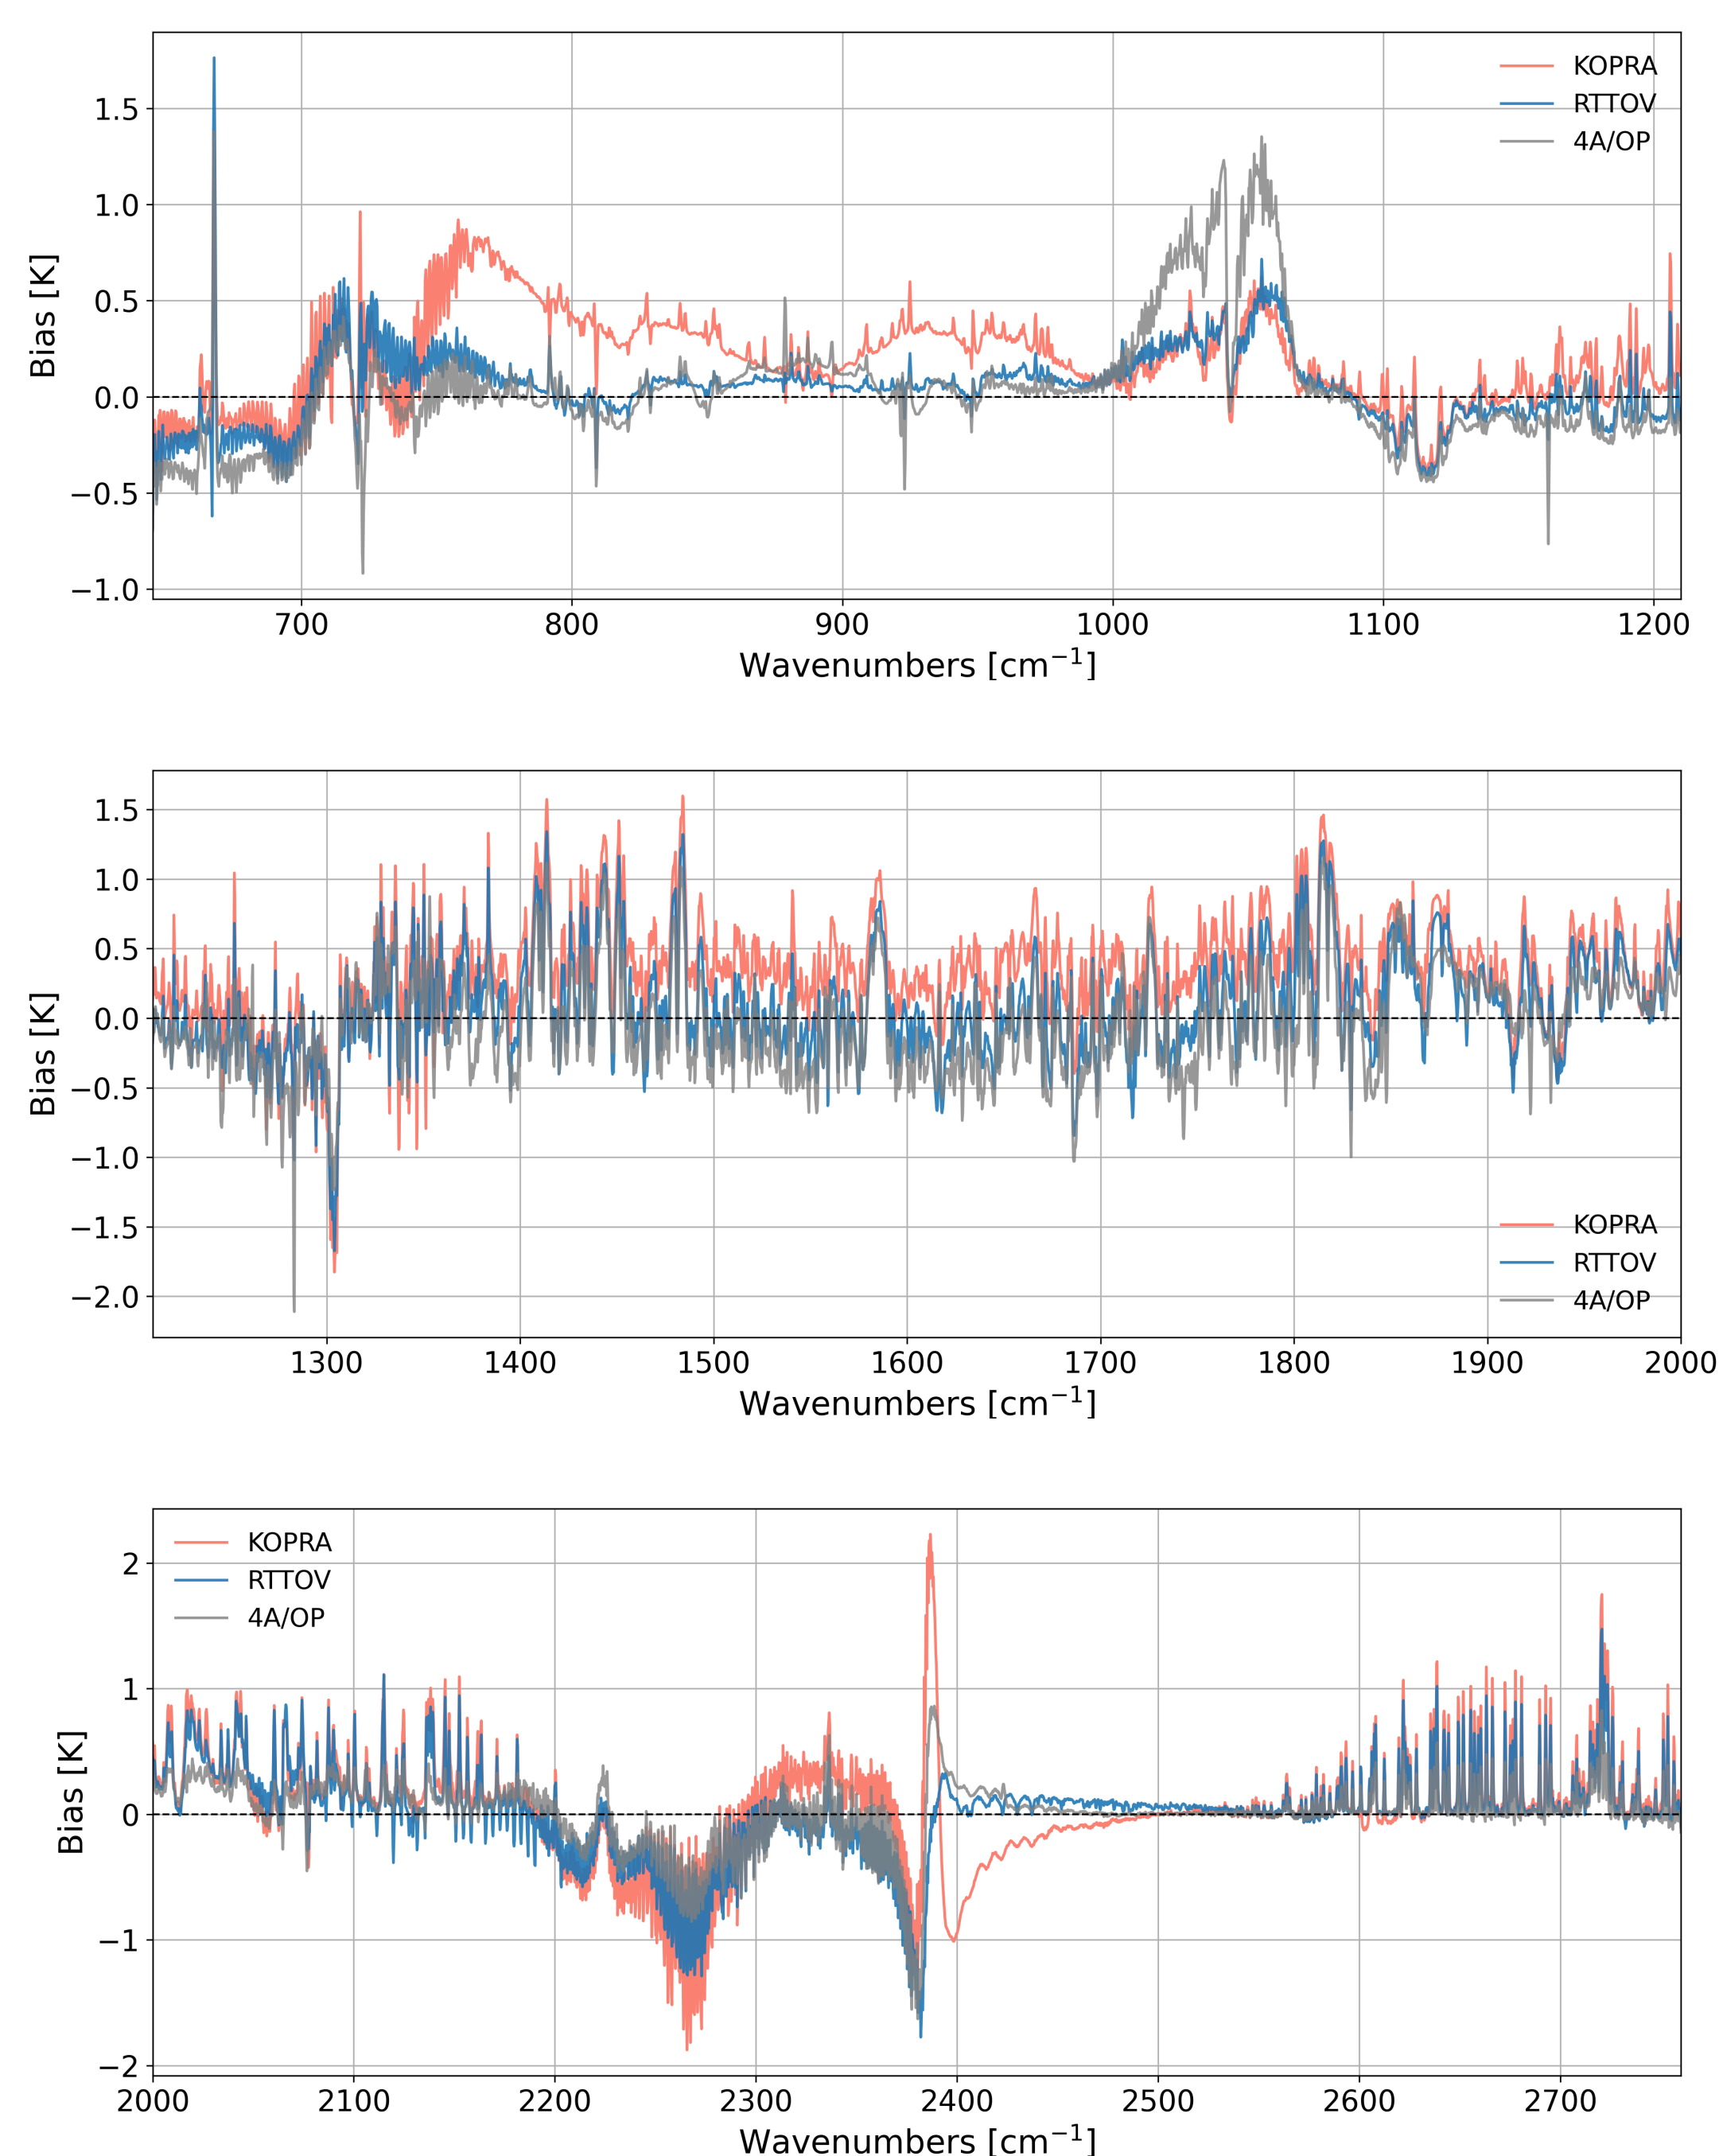 1.5
1.0
0.5
0.0
−0.5
−1.0
Bias [K]
KOPRA
RTTOV
4A/OP
700 800 900 1000 1100 1200
Wavenumbers [cm⁻¹]
1.5
1.0
0.5
0.0
−0.5
−1.0
−1.5
−2.0
Bias [K]
KOPRA
RTTOV
4A/OP
1300 1400 1500 1600 1700 1800 1900 2000
Wavenumbers [cm⁻¹]
2
1
0
−1
−2
Bias [K]
KOPRA
RTTOV
4A/OP
2000 2100 2200 2300 2400 2500 2600 2700
Wavenumbers [cm⁻¹]